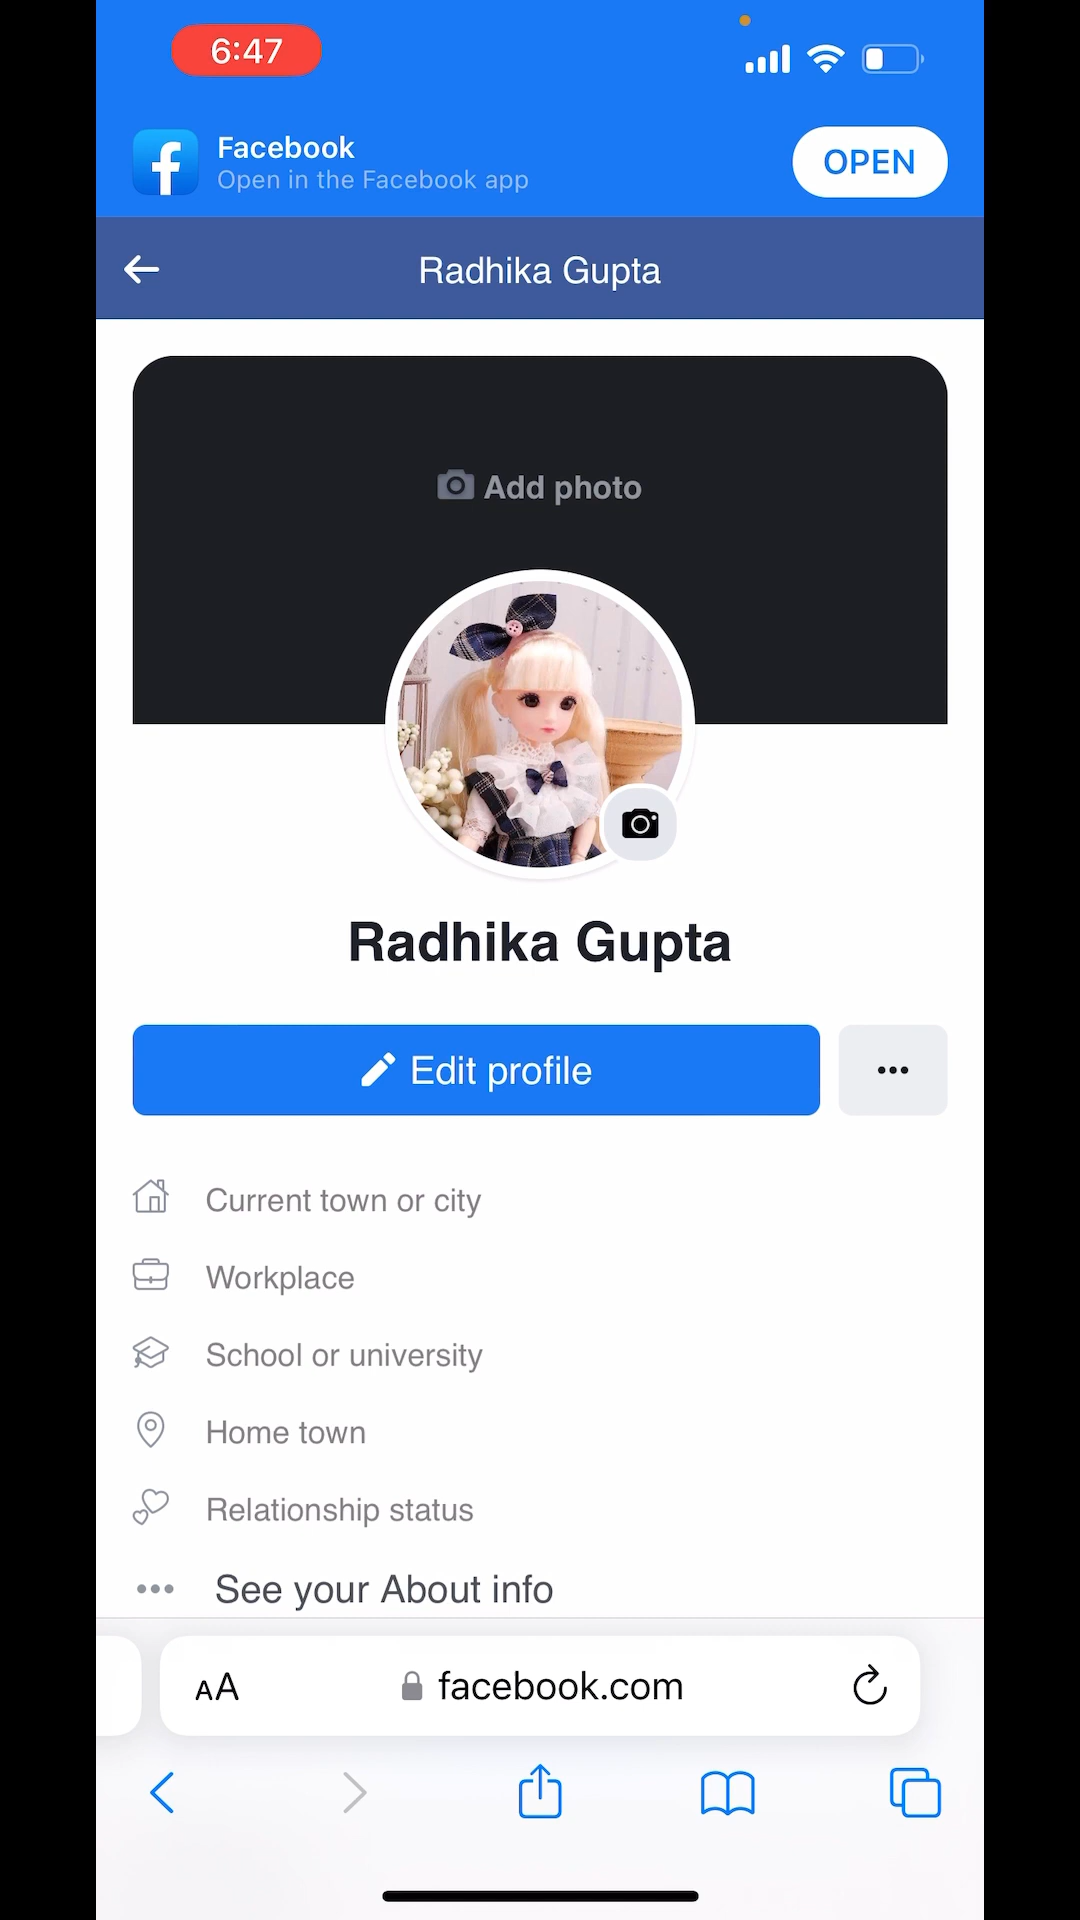 6:47
Facebook
Open in the Facebook app
OPEN
Radhika Gupta
Add photo
Radhika Gupta
Edit profile
Current town or city
Workplace
School or university
Home town
Relationship status
See your About info
AA
facebook.com